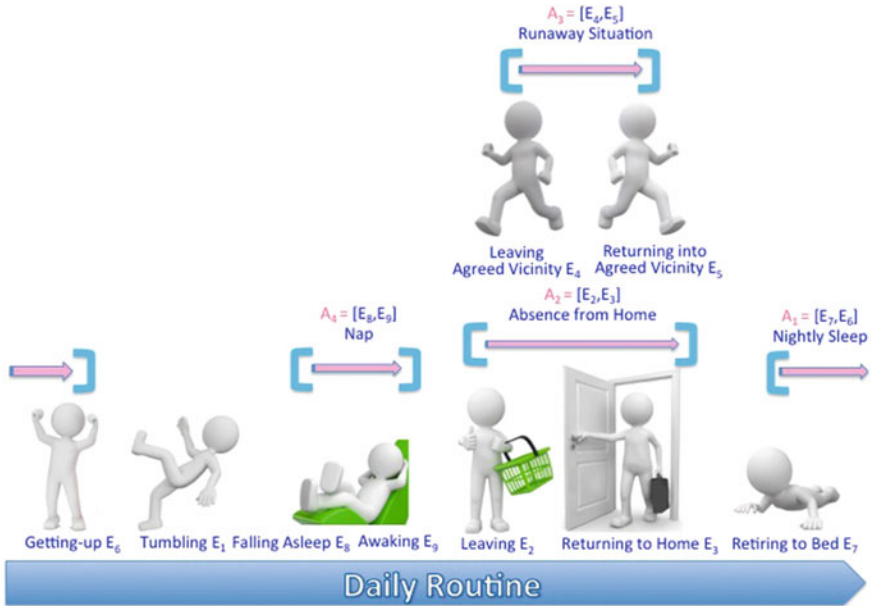 A₃ = [E₄,E₅]
Runaway Situation
Leaving
Agreed Vicinity E₄
Returning into
Agreed Vicinity E₅
A₄ = [E₈,E₉]
Nap
A₂ = [E₂,E₃]
Absence from Home
A₁ = [E₇,E₆]
Nightly Sleep
Getting-up E₆
Tumbling E₁
Falling Asleep E₈
Awaking E₉
Leaving E₂
Returning to Home E₃
Retiring to Bed E₇
Daily Routine